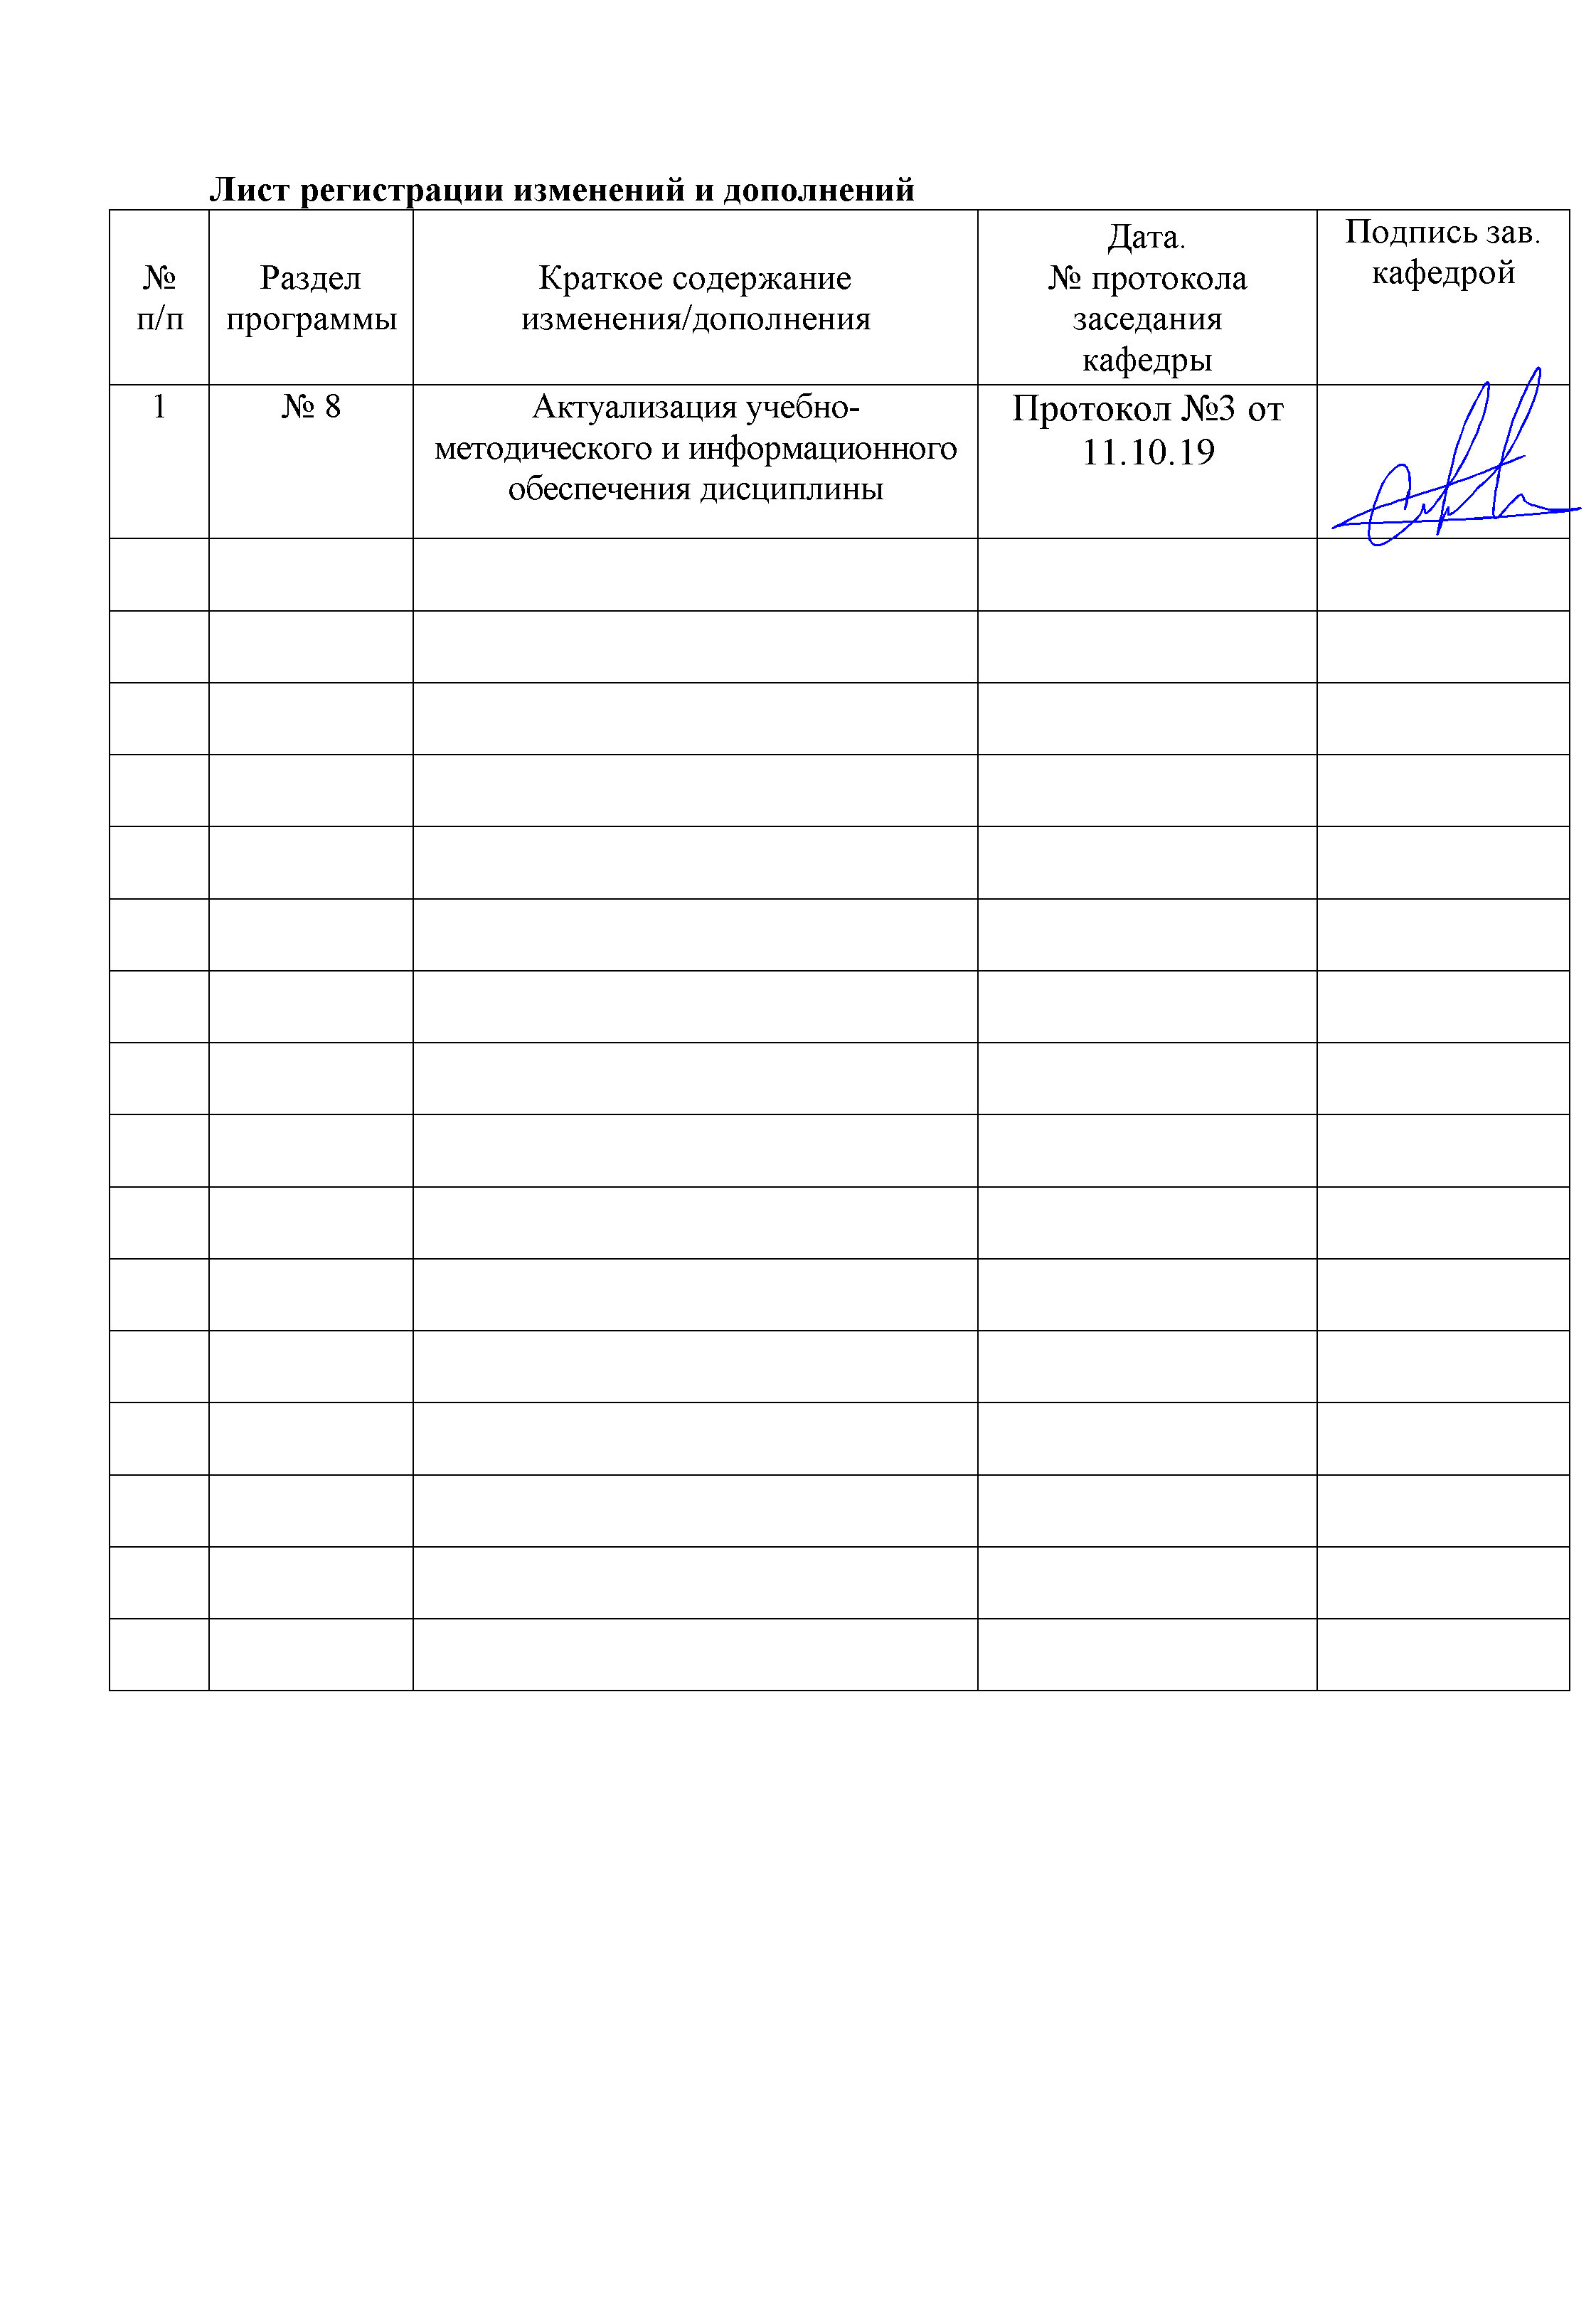 Лист регистрации изменений и дополнений
№
п/п
Раздел
программы
Краткое содержание
изменения/дополнения
Дата.
№ протокола
заседания
кафедры
Подпись зав.
кафедрой
1
№ 8
Актуализация учебно-
методического и информационного
обеспечения дисциплины
Протокол №3 от
11.10.19